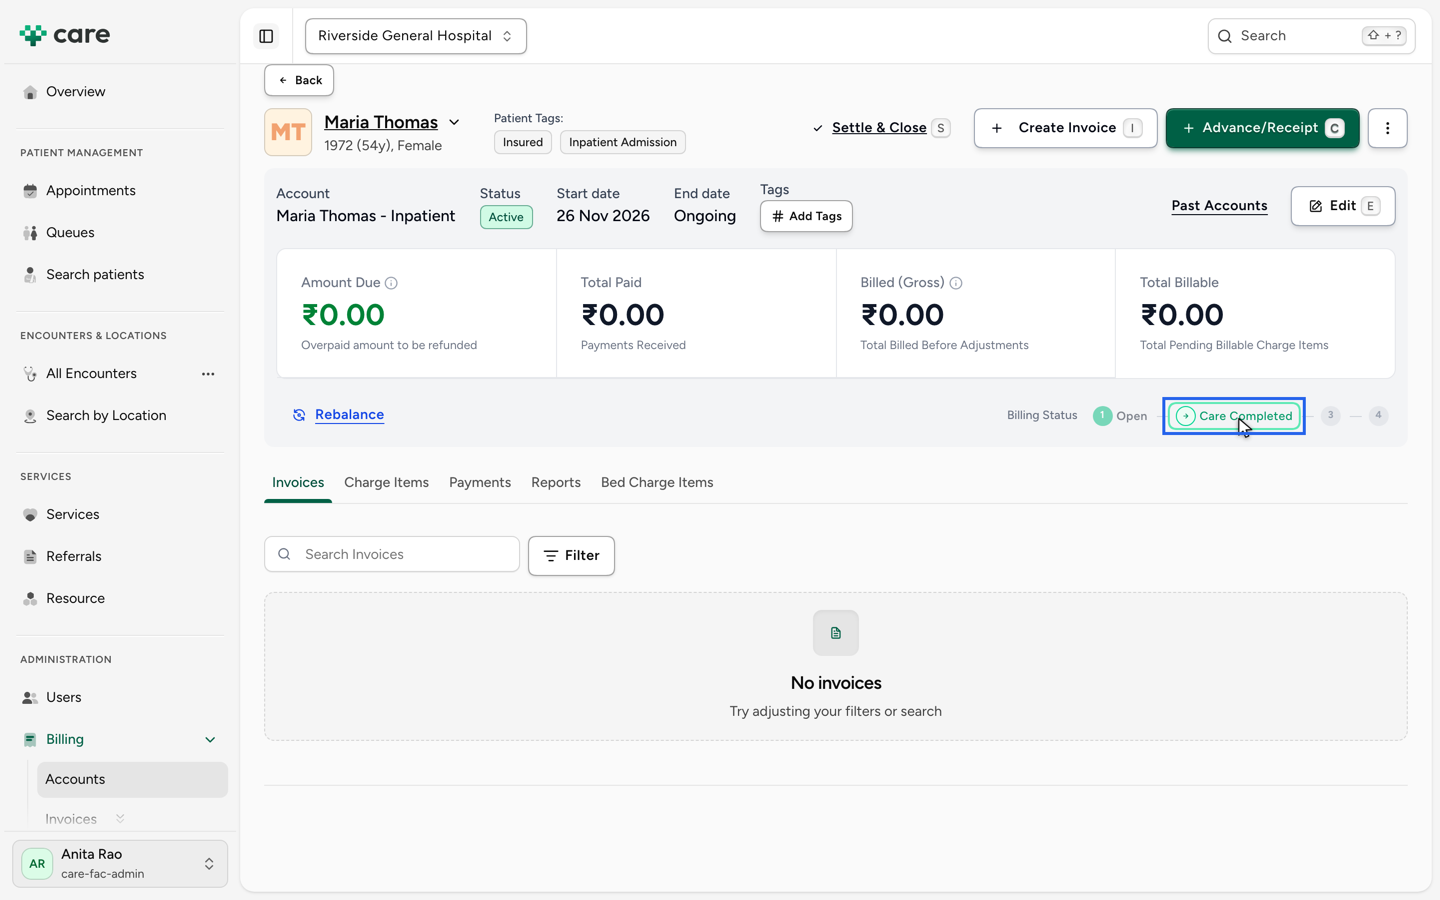 care
Riverside General Hospital
Search
⇧ + ?
Overview
PATIENT MANAGEMENT
Appointments
Queues
Search patients
ENCOUNTERS & LOCATIONS
All Encounters
Search by Location
SERVICES
Services
Referrals
Resource
ADMINISTRATION
Users
Billing
Accounts
Invoices
AR
Anita Rao
care-fac-admin
Back
MT
Maria Thomas
1972 (54y), Female
Patient Tags:
Insured
Inpatient Admission
Settle & Close S
Create Invoice I
Advance/Receipt C
Account
Maria Thomas - Inpatient
Status
Active
Start date
26 Nov 2026
End date
Ongoing
Tags
Add Tags
Past Accounts
Edit E
Amount Due
₹0.00
Overpaid amount to be refunded
Total Paid
₹0.00
Payments Received
Billed (Gross)
₹0.00
Total Billed Before Adjustments
Total Billable
₹0.00
Total Pending Billable Charge Items
Rebalance
Billing Status 1 Open Care Completed 3 4
Invoices Charge Items Payments Reports Bed Charge Items
Search Invoices
Filter
No invoices
Try adjusting your filters or search